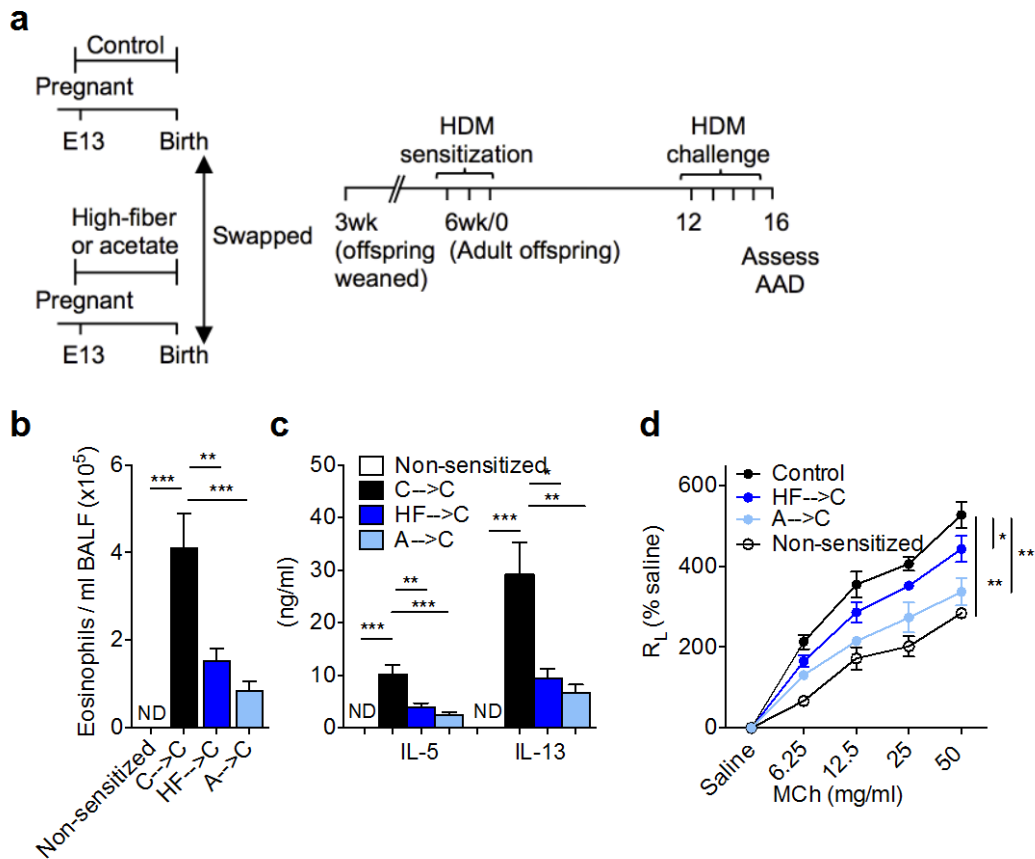 a
Control
Pregnant
E13 Birth
High-fiber
or acetate
Swapped
Pregnant
E13 Birth
HDM
sensitization
HDM
challenge
3wk
(offspring
weaned)
6wk/0
(Adult offspring)
12 16
Assess
AAD
b
Eosinophils / ml BALF (x10⁵)
6
4
2
0
** 
***
***
ND
Non-sensitized
C-->C
HF-->C
A-->C
c
(ng/ml)
50
40
30
20
10
0
Non-sensitized
C-->C
HF-->C
A-->C
*
**
***
**
***
***
ND ND
IL-5 IL-13
d
R_L (% saline)
600
400
200
0
Control
HF-->C
A-->C
Non-sensitized
*
**
**
Saline
6.25
12.5
25
50
MCh (mg/ml)